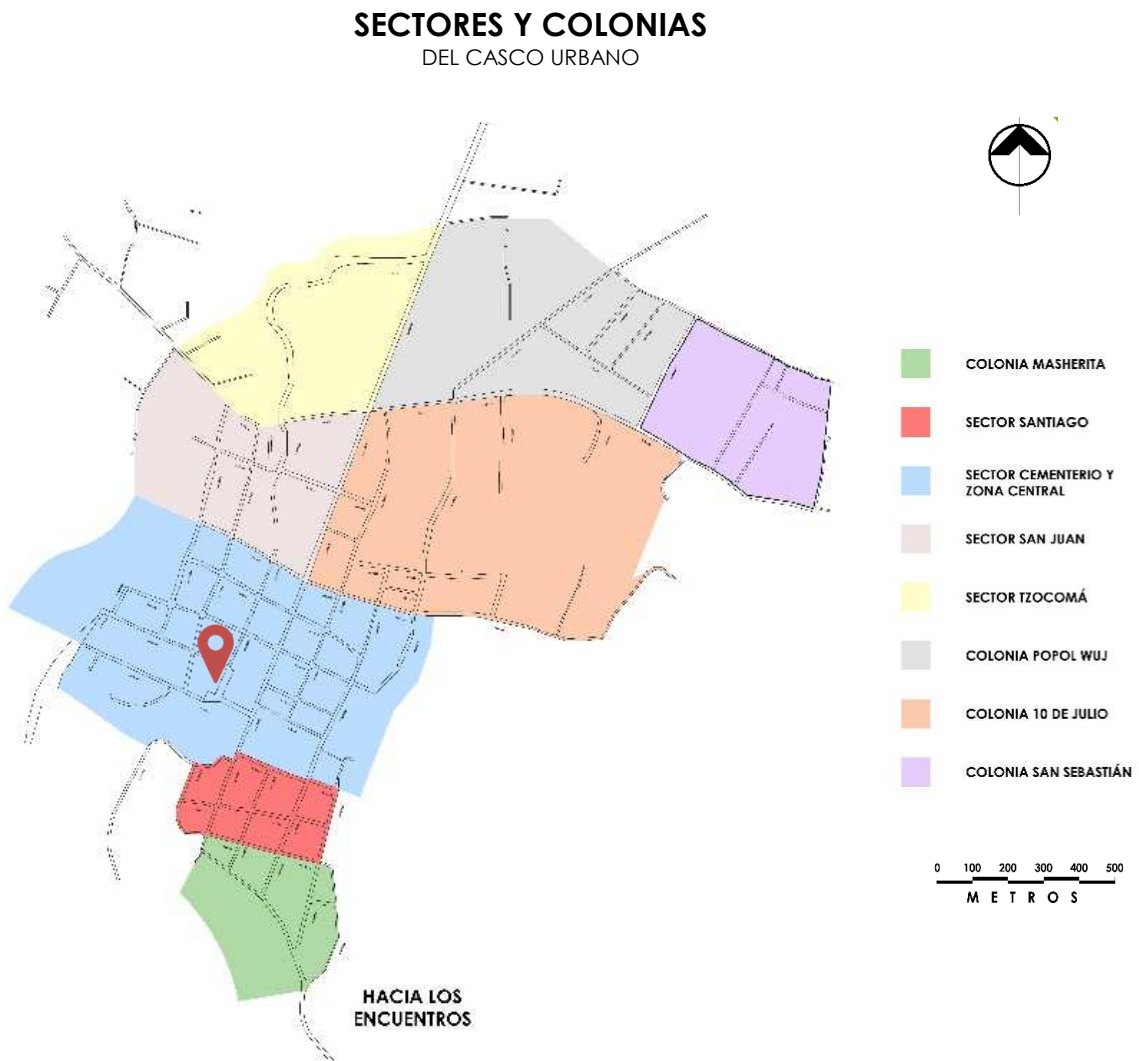 SECTORES Y COLONIAS
DEL CASCO URBANO
COLONIA MASHERITA
SECTOR SANTIAGO
SECTOR CEMENTERIO Y
ZONA CENTRAL
SECTOR SAN JUAN
SECTOR TZOCOMÁ
COLONIA POPOL WUJ
COLONIA 10 DE JULIO
COLONIA SAN SEBASTIÁN
0 100 200 300 400 500
METROS
HACIA LOS
ENCUENTROS